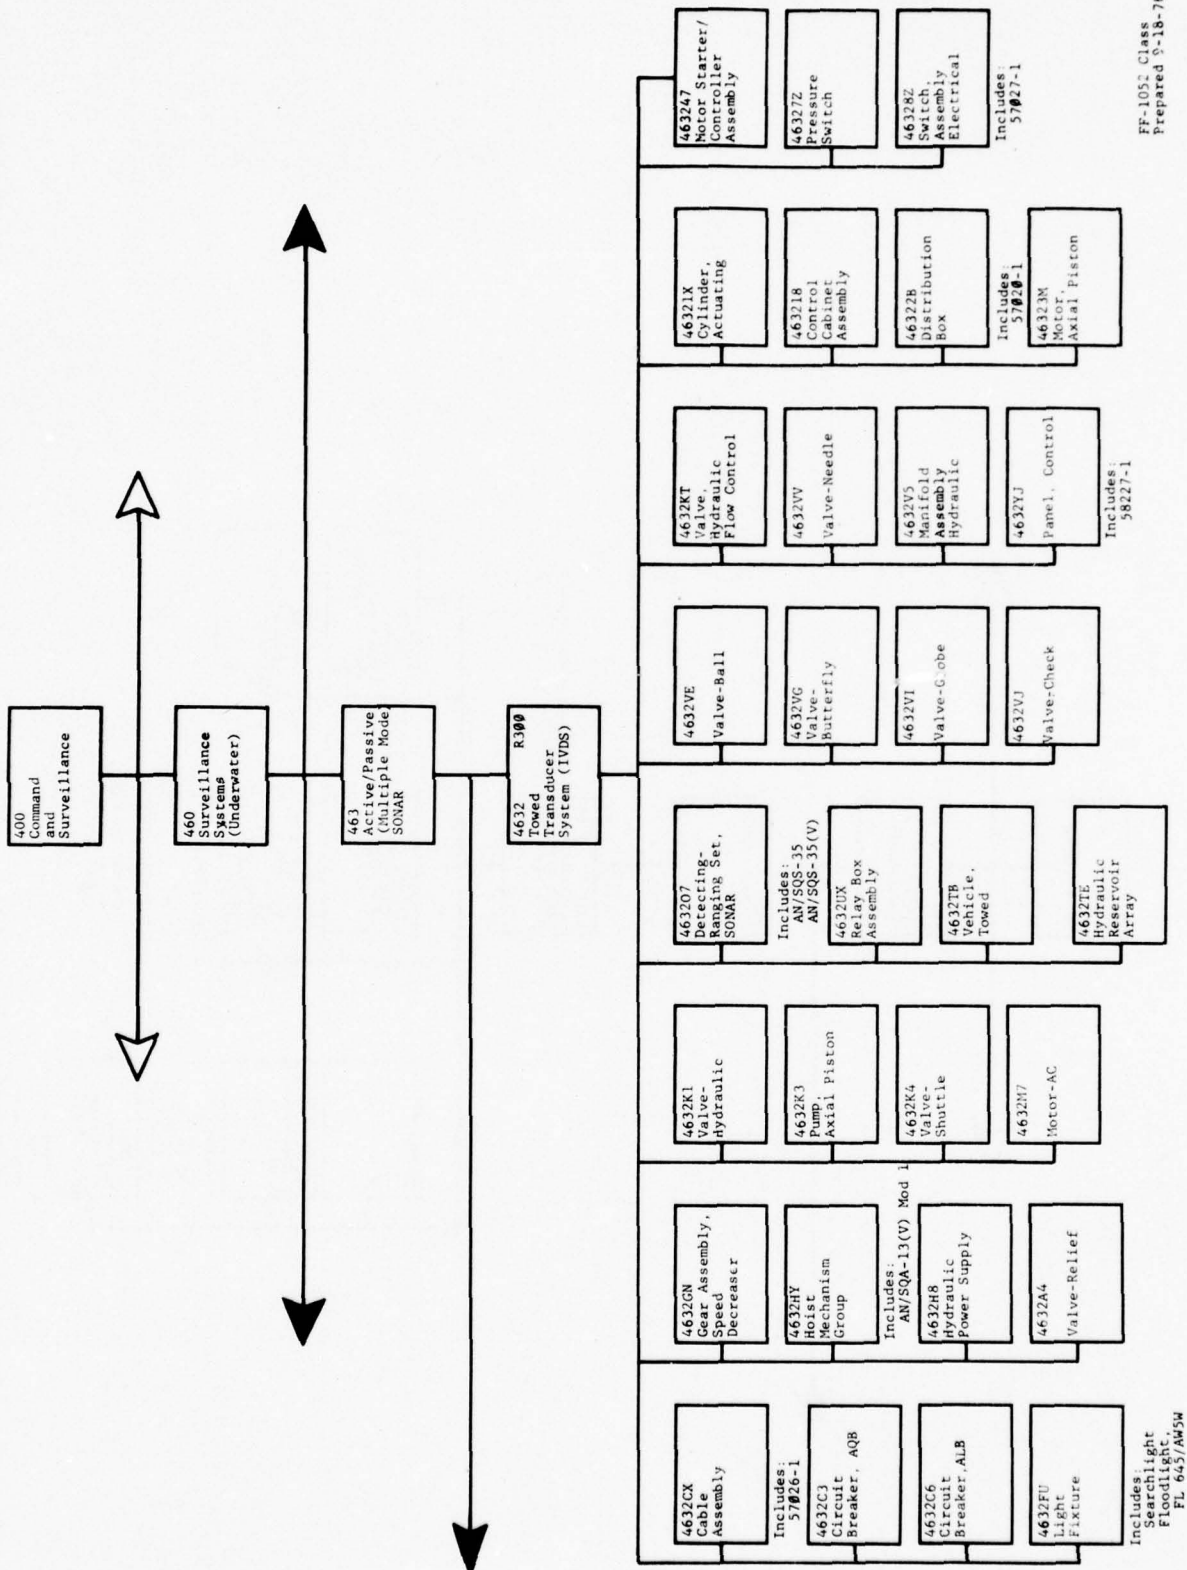 400
Command
and
Surveillance
460
Surveillance
Systems
(Underwater)
463
Active/Passive
(Multiple Mode)
SONAR
4632 R300
Towed
Transducer
System (IVDS)
4632CX
Cable
Assembly
Includes:
57026-1
4632C3
Circuit
Breaker, AQB
4632C6
Circuit
Breaker,ALB
4632FU
Light
Fixture
Includes:
Searchlight
Floodlight,
FL 645/AW5W
4632GN
Gear Assembly,
Speed
Decreaser
4632HY
Hoist
Mechanism
Group
Includes:
AN/SQA-13(V) Mod 1
4632H8
Hydraulic
Power Supply
4632A4
Valve-Relief
4632K1
Valve-
Hydraulic
4632K3
Pump,
Axial Piston
4632K4
Valve-
Shuttle
4632M7
Motor-AC
463207
Detecting-
Ranging Set,
SONAR
Includes:
AN/SQS-35
AN/SQS-35(V)
4632UX
Relay Box
Assembly
4632TB
Vehicle,
Towed
4632TE
Hydraulic
Reservoir
Array
4632VE
Valve-Ball
4632VG
Valve-
Butterfly
4632VI
Valve-Globe
4632VJ
Valve-Check
4632KT
Valve,
Hydraulic
Flow Control
4632VV
Valve-Needle
4632V5
Manifold
Assembly
Hydraulic
4632YJ
Panel, Control
Includes:
58227-1
46321X
Cylinder,
Actuating
463218
Control
Cabinet
Assembly
46322B
Distribution
Box
Includes:
57020-1
46323M
Motor,
Axial Piston
463247
Motor Starter/
Controller
Assembly
46327Z
Pressure
Switch
46328Z
Switch,
Assembly
Electrical
Includes:
57027-1
FF-1052 Class
Prepared